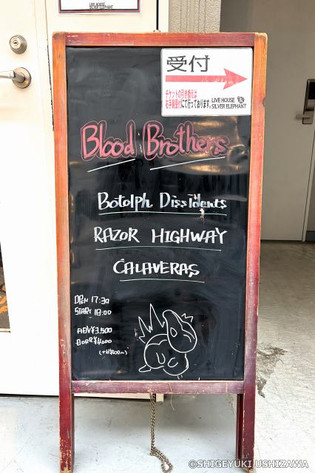 受付
LIVE HOUSE
SILVER ELEPHANT
Blood Brothers
Botolph Dissidents
RAZOR HIGHWAY
CALAVERAS
OPEN 17:30
START 18:00
ADV ¥3,500
DOOR ¥4,000
©SHIGEYUKI USHIZAWA